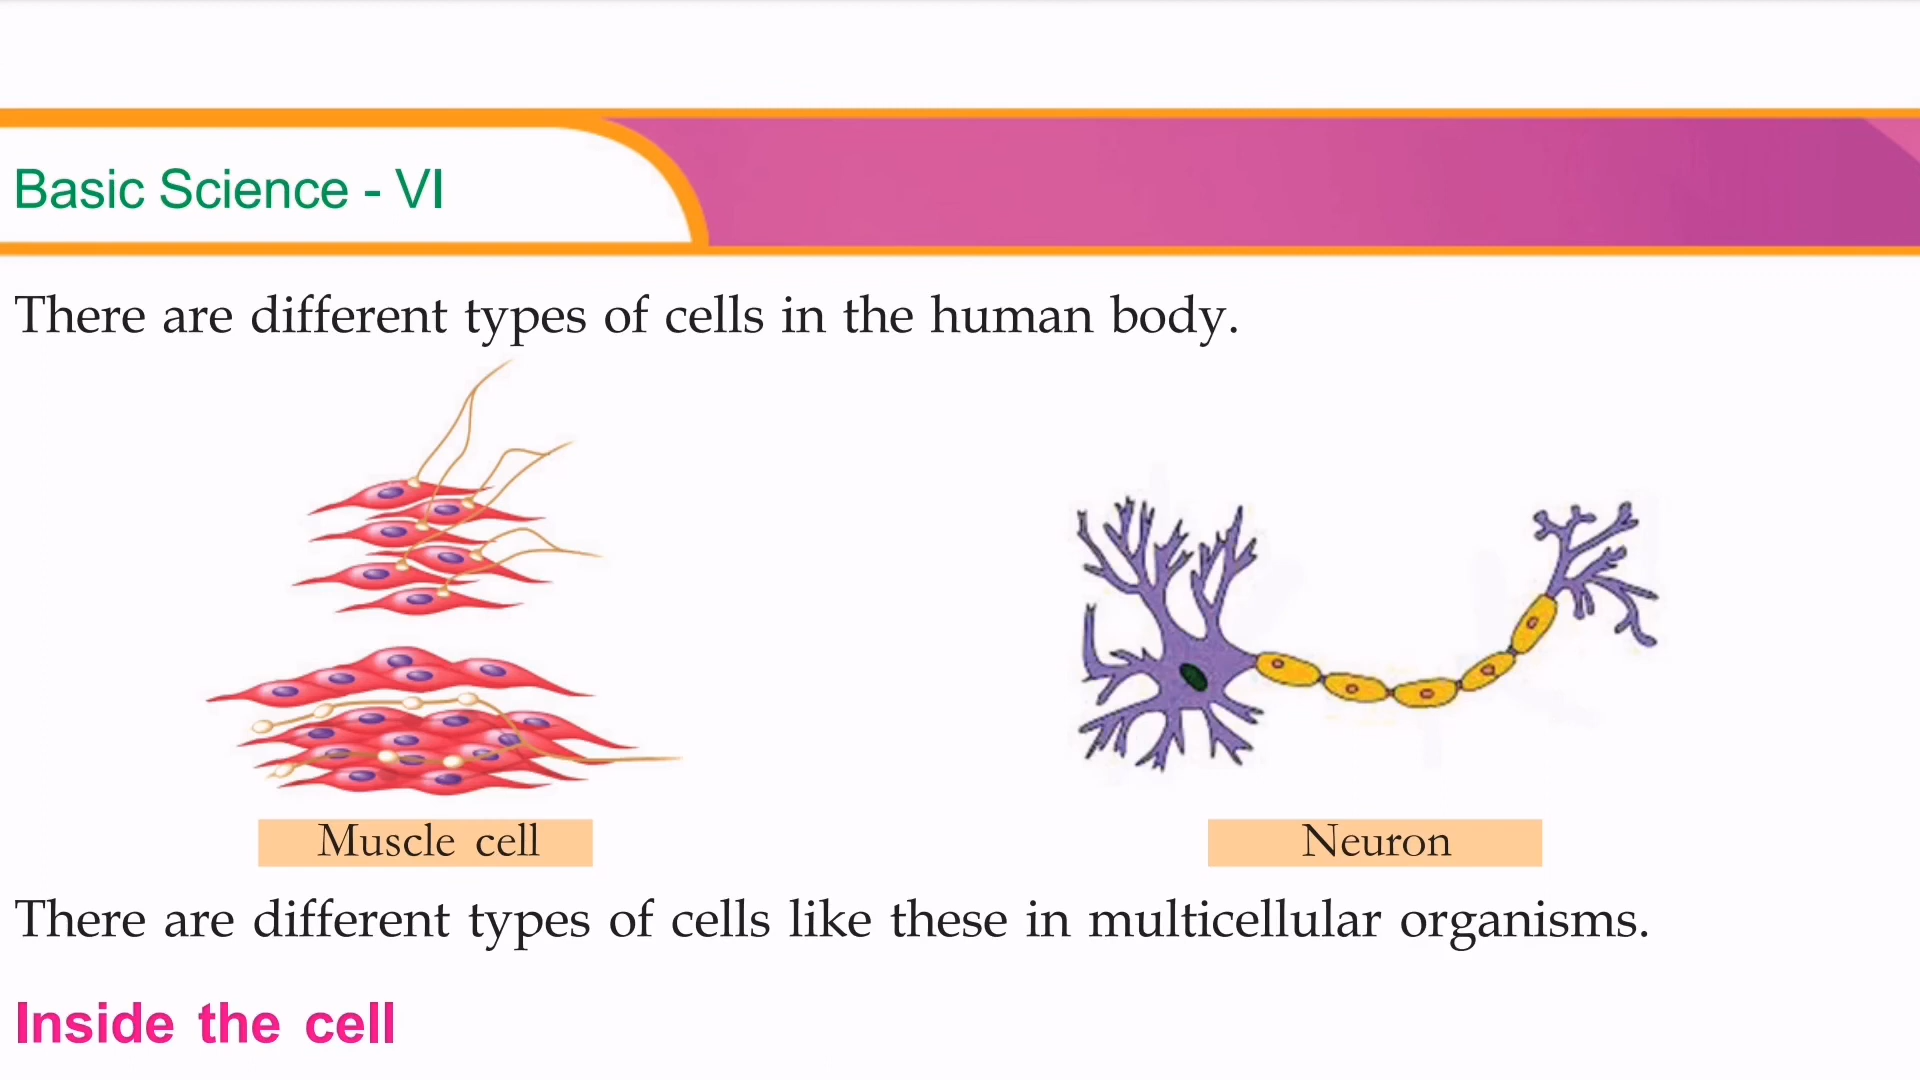 Basic Science - VI
There are different types of cells in the human body.
Muscle cell
Neuron
There are different types of cells like these in multicellular organisms.
Inside the cell